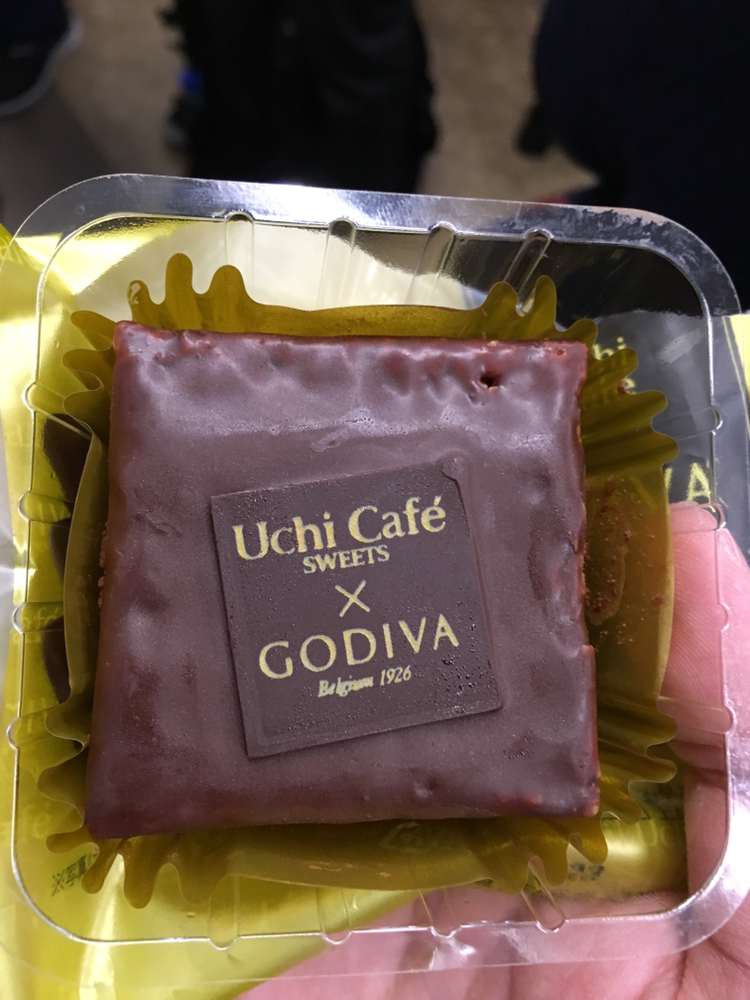 Uchi Café
SWEETS
×
GODIVA
Belgium 1926